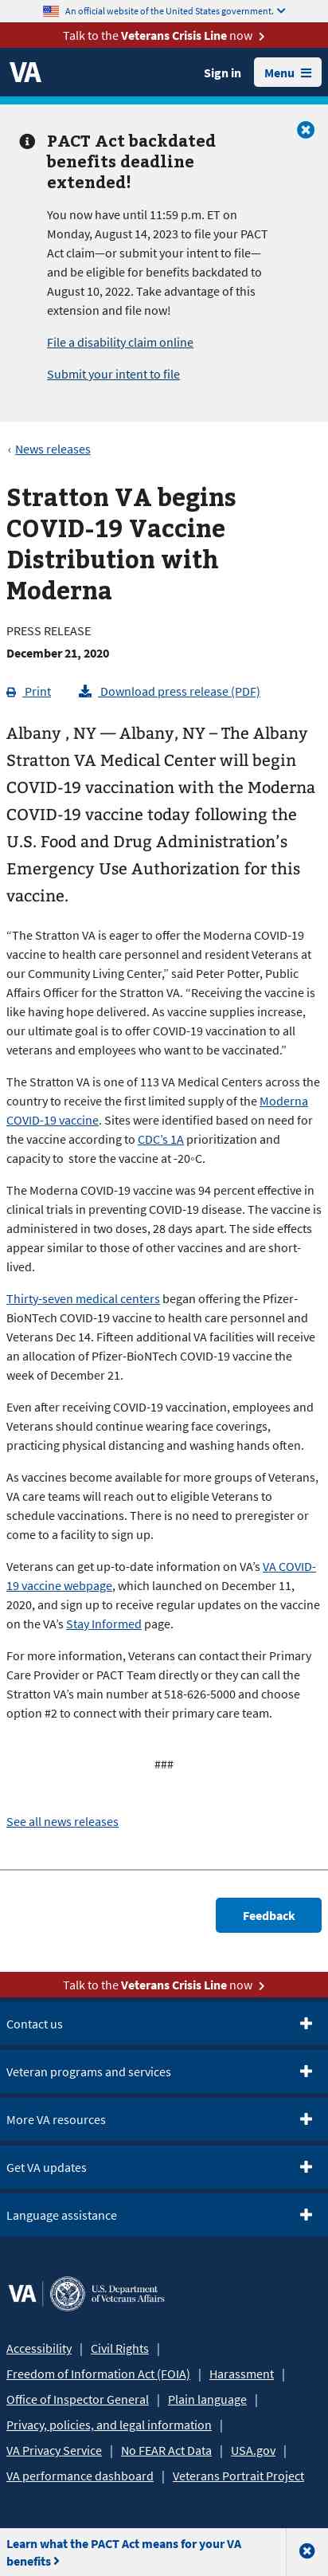 An official website of the United States government.
Talk to the Veterans Crisis Line now
VA
Sign in
Menu
PACT Act backdated
benefits deadline
extended!
You now have until 11:59 p.m. ET on
Monday, August 14, 2023 to file your PACT
Act claim—or submit your intent to file—
and be eligible for benefits backdated to
August 10, 2022. Take advantage of this
extension and file now!
File a disability claim online
Submit your intent to file
‹ News releases
Stratton VA begins
COVID-19 Vaccine
Distribution with
Moderna
PRESS RELEASE
December 21, 2020
Print
Download press release (PDF)
Albany , NY — Albany, NY – The Albany
Stratton VA Medical Center will begin
COVID-19 vaccination with the Moderna
COVID-19 vaccine today following the
U.S. Food and Drug Administration’s
Emergency Use Authorization for this
vaccine.
“The Stratton VA is eager to offer the Moderna COVID-19
vaccine to health care personnel and resident Veterans at
our Community Living Center,” said Peter Potter, Public
Affairs Officer for the Stratton VA. “Receiving the vaccine is
like having hope delivered. As vaccine supplies increase,
our ultimate goal is to offer COVID-19 vaccination to all
veterans and employees who want to be vaccinated.”
The Stratton VA is one of 113 VA Medical Centers across the
country to receive the first limited supply of the Moderna
COVID-19 vaccine. Sites were identified based on need for
the vaccine according to CDC’s 1A prioritization and
capacity to store the vaccine at -20◦C.
The Moderna COVID-19 vaccine was 94 percent effective in
clinical trials in preventing COVID-19 disease. The vaccine is
administered in two doses, 28 days apart. The side effects
appear similar to those of other vaccines and are short-
lived.
Thirty-seven medical centers began offering the Pfizer-
BioNTech COVID-19 vaccine to health care personnel and
Veterans Dec 14. Fifteen additional VA facilities will receive
an allocation of Pfizer-BioNTech COVID-19 vaccine the
week of December 21.
Even after receiving COVID-19 vaccination, employees and
Veterans should continue wearing face coverings,
practicing physical distancing and washing hands often.
As vaccines become available for more groups of Veterans,
VA care teams will reach out to eligible Veterans to
schedule vaccinations. There is no need to preregister or
come to a facility to sign up.
Veterans can get up-to-date information on VA’s VA COVID-
19 vaccine webpage, which launched on December 11,
2020, and sign up to receive regular updates on the vaccine
on the VA’s Stay Informed page.
For more information, Veterans can contact their Primary
Care Provider or PACT Team directly or they can call the
Stratton VA’s main number at 518-626-5000 and choose
option #2 to connect with their primary care team.
###
See all news releases
Feedback
Talk to the Veterans Crisis Line now
Contact us
Veteran programs and services
More VA resources
Get VA updates
Language assistance
VA
U.S. Department
of Veterans Affairs
Accessibility | Civil Rights |
Freedom of Information Act (FOIA) | Harassment |
Office of Inspector General | Plain language |
Privacy, policies, and legal information |
VA Privacy Service | No FEAR Act Data | USA.gov |
VA performance dashboard | Veterans Portrait Project
Learn what the PACT Act means for your VA
benefits